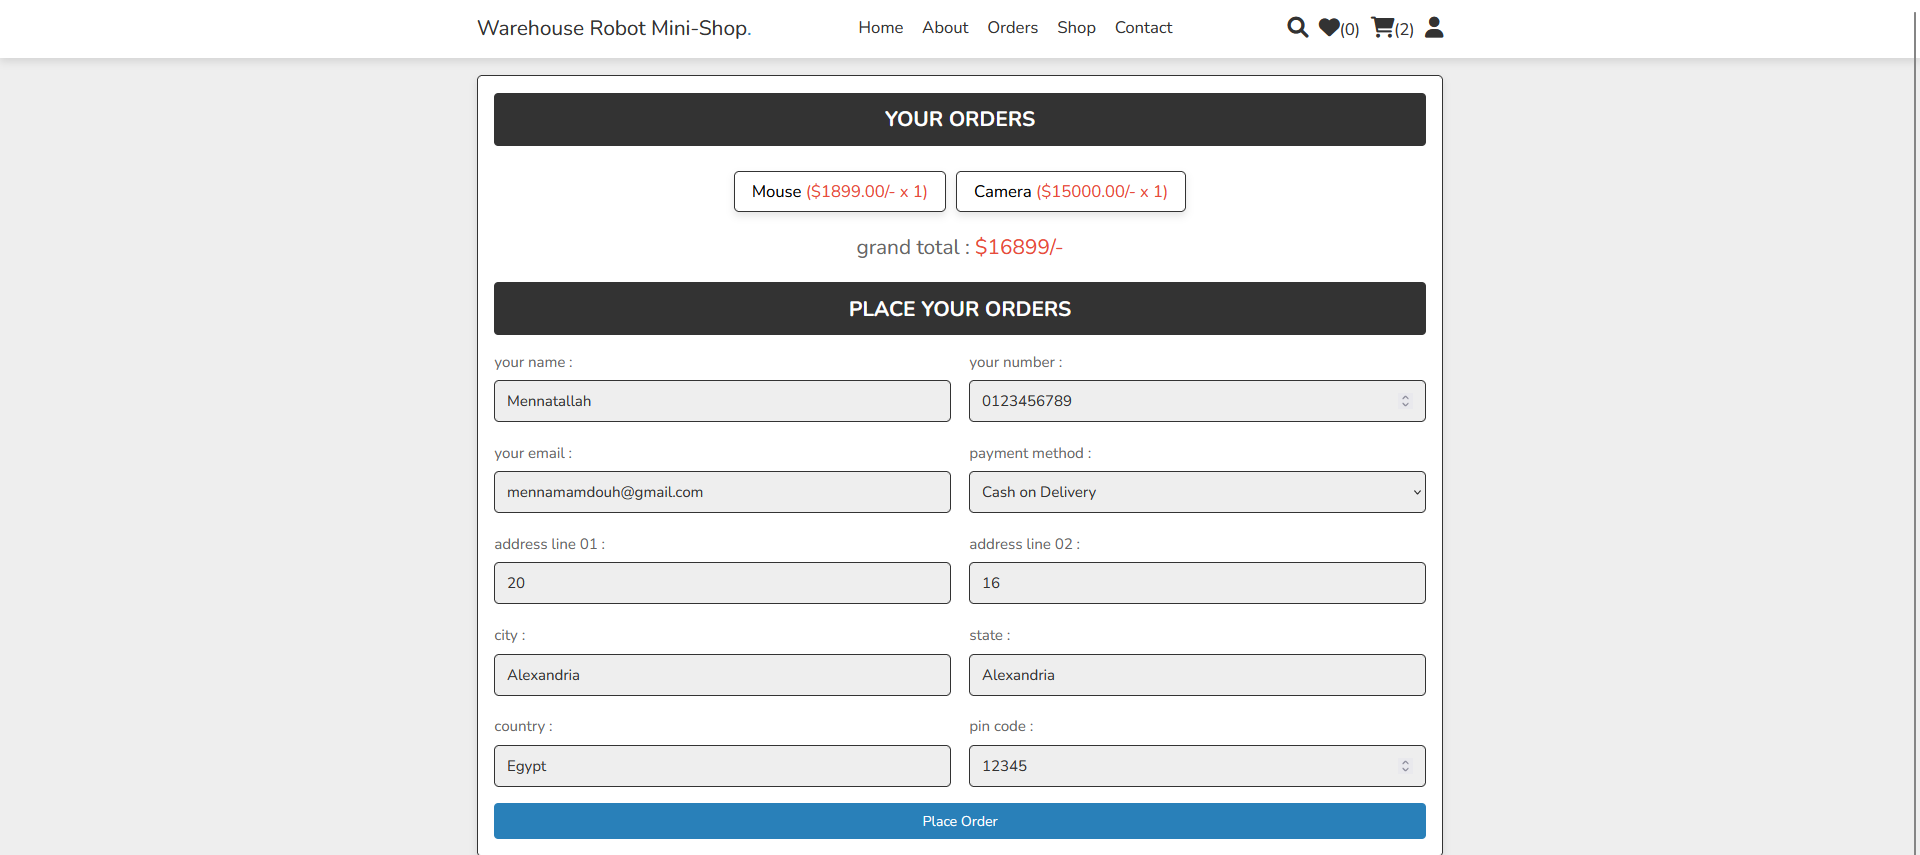 Warehouse Robot Mini-Shop.
Home About Orders Shop Contact
(0) (2)
YOUR ORDERS
Mouse ($1899.00/- x 1) Camera ($15000.00/- x 1)
grand total : $16899/-
PLACE YOUR ORDERS
your name : your number :
Mennatallah 0123456789
your email : payment method :
mennamamdouh@gmail.com Cash on Delivery
address line 01 : address line 02 :
20 16
city : state :
Alexandria Alexandria
country : pin code :
Egypt 12345
Place Order